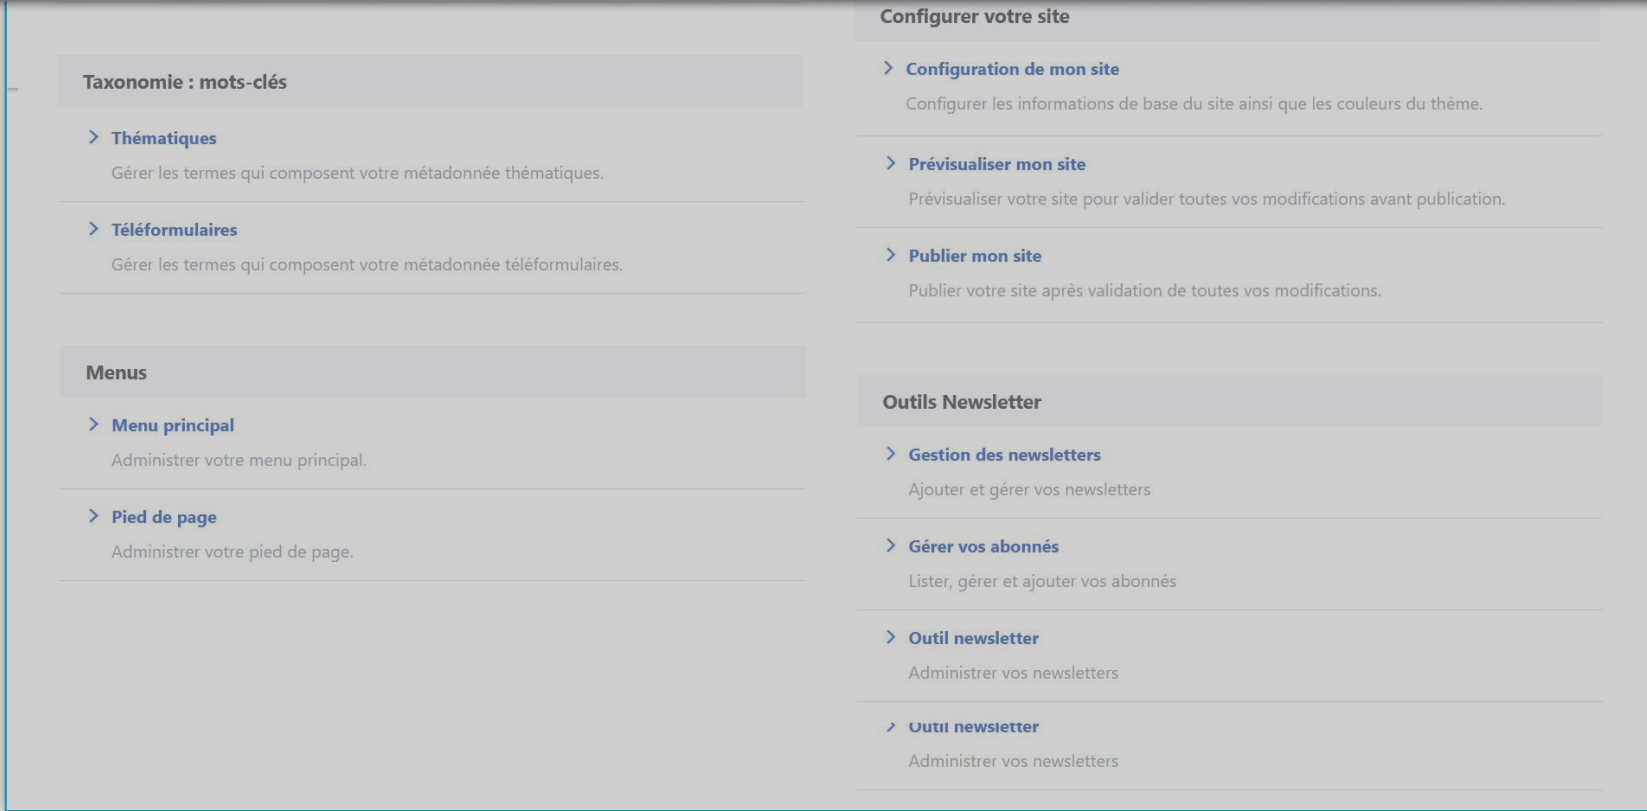 Taxonomie : mots-clés
Thématiques
Gérer les termes qui composent votre métadonnée thématiques.
Téléformulaires
Gérer les termes qui composent votre métadonnée téléformulaires.
Menus
Menu principal
Administrer votre menu principal.
Pied de page
Administrer votre pied de page.
Configurer votre site
Configuration de mon site
Configurer les informations de base du site ainsi que les couleurs du thème.
Prévisualiser mon site
Prévisualiser votre site pour valider toutes vos modifications avant publication.
Publier mon site
Publier votre site après validation de toutes vos modifications.
Outils Newsletter
Gestion des newsletters
Ajouter et gérer vos newsletters
Gérer vos abonnés
Lister, gérer et ajouter vos abonnés
Outil newsletter
Administrer vos newsletters
Outil newsletter
Administrer vos newsletters